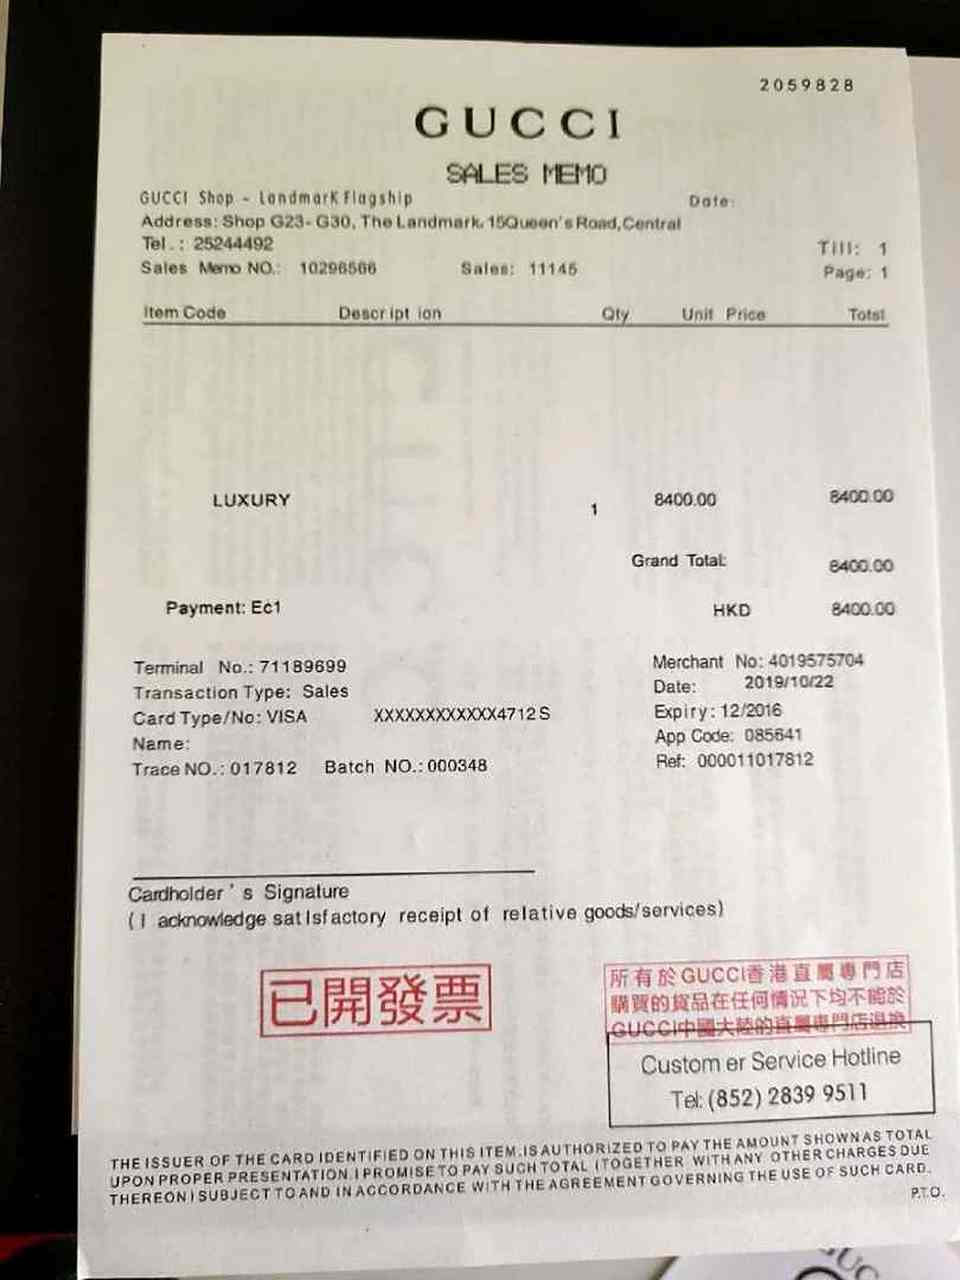 2059828
GUCCI
SALES MEMO
GUCCI Shop - LandmarK Flagship
Date:
Address: Shop G23-G30, The Landmark, 15Queen's Road, Central
Tel.: 25244492
Till: 1
Sales Memo NO.: 10296566 Sales: 11145
Page: 1
Item Code Description Qty Unit Price Totst
LUXURY 1 8400.00 8400.00
Grand Total: 8400.00
Payment: Ec1 HKD 8400.00
Terminal No.: 71189699 Merchant No: 4019575704
Transaction Type: Sales Date: 2019/10/22
Card Type/No: VISA XXXXXXXXXXXX4712 S Expiry: 12/2016
Name: App Code: 085641
Trace NO.: 017812 Batch NO.: 000348 Ref: 000011017812
Cardholder's Signature
(I acknowledge satisfactory receipt of relative goods/services)
已開發票
所有於GUCCI香港直屬專門店
購買的貨品在任何情況下均不能於
GUCCI中國大陸的直屬專門店退換
Custom er Service Hotline
Tel: (852) 2839 9511
THE ISSUER OF THE CARD IDENTIFIED ON THIS ITEM.IS AUTHORIZED TO PAY THE AMOUNT SHOWN AS TOTAL
UPON PROPER PRESENTATION.I PROMISE TO PAY SUCH TOTAL (TOGETHER WITH ANY OTHER CHARGES DUE
THEREON) SUBJECT TO AND IN ACCORDANCE WITH THE AGREEMENT GOVERNING THE USE OF SUCH CARD.
P.T.O.